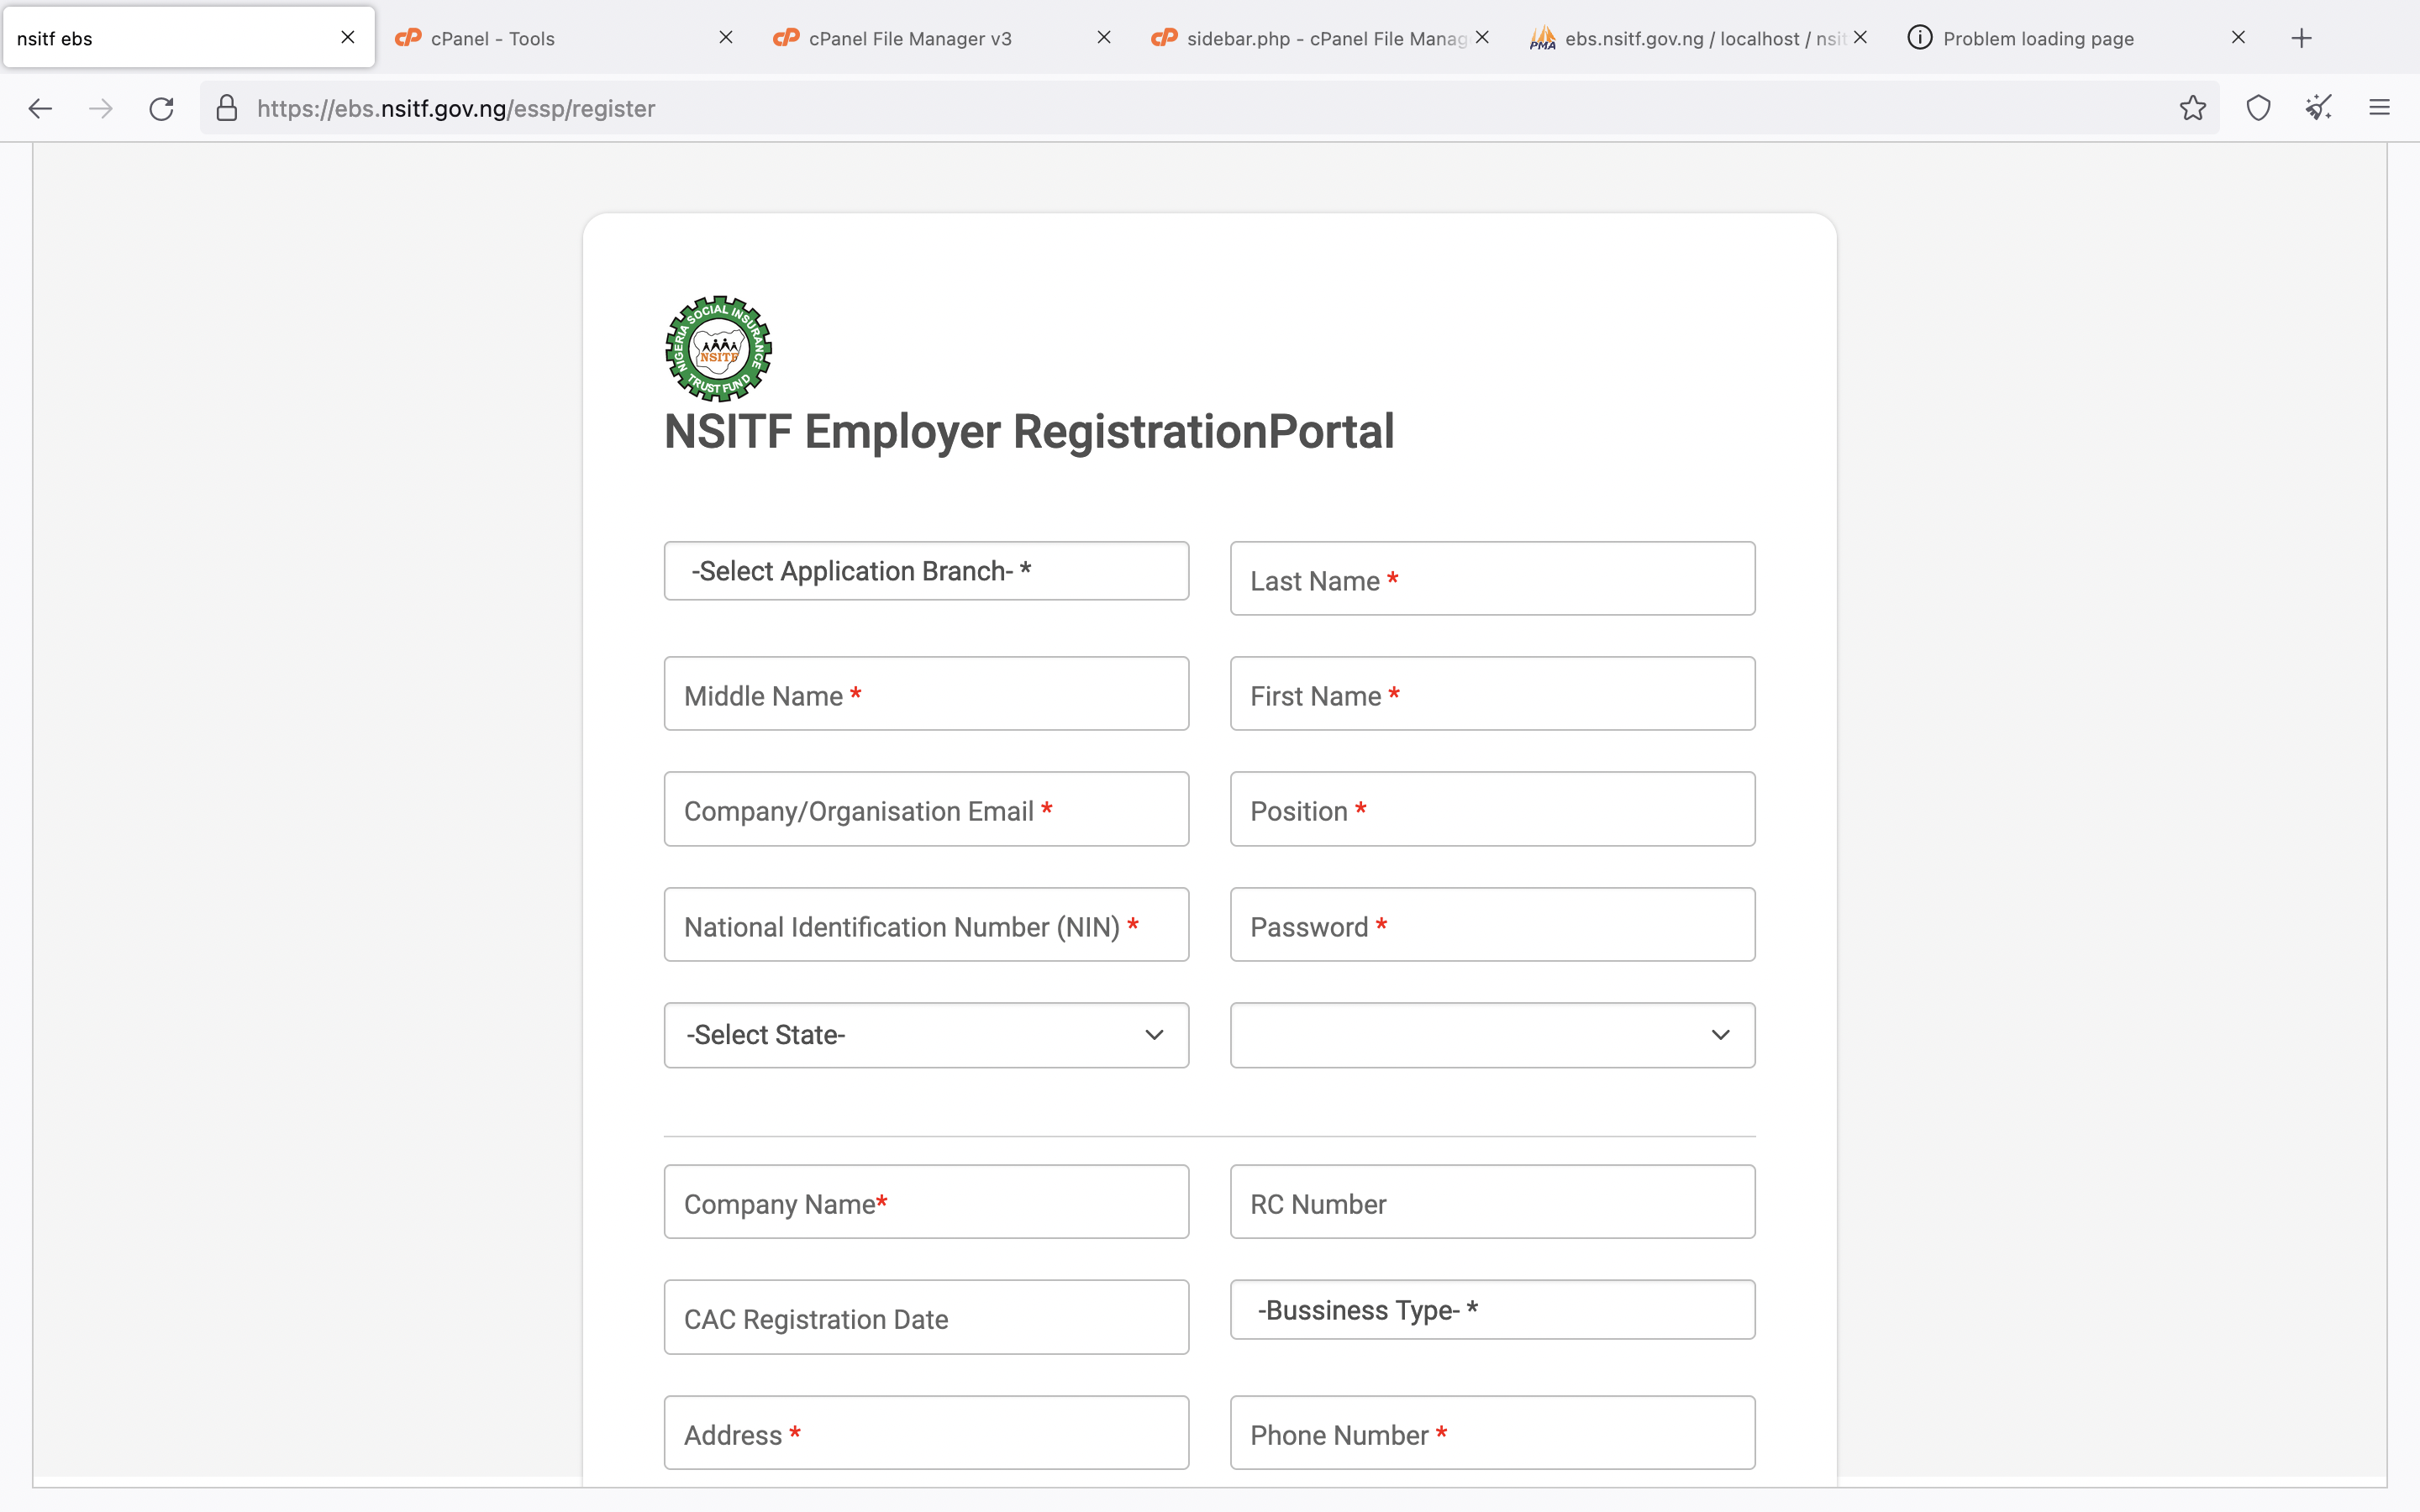 nsitf ebs
cPanel - Tools
cPanel File Manager v3
sidebar.php - cPanel File Manag
ebs.nsitf.gov.ng / localhost / nsit
Problem loading page
https://ebs.nsitf.gov.ng/essp/register
NIGERIA SOCIAL INSURANCE
NSITF
TRUST FUND
NSITF Employer RegistrationPortal
-Select Application Branch- *
Last Name *
Middle Name *
First Name *
Company/Organisation Email *
Position *
National Identification Number (NIN) *
Password *
-Select State-
Company Name*
RC Number
CAC Registration Date
-Bussiness Type- *
Address *
Phone Number *